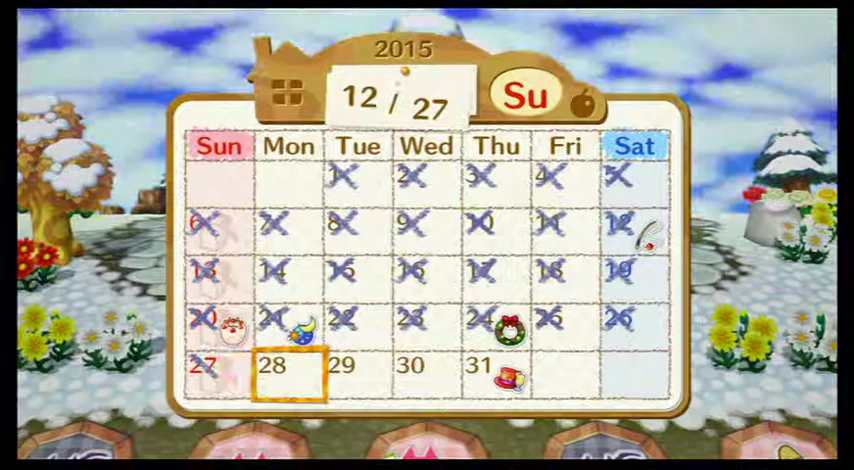 2015
12 / 27 Su
Sun Mon Tue Wed Thu Fri Sat
1 2 3 4 5
6 7 8 9 10 11 12
13 14 15 16 17 18 19
20 21 22 23 24 25 26
27 28 29 30 31